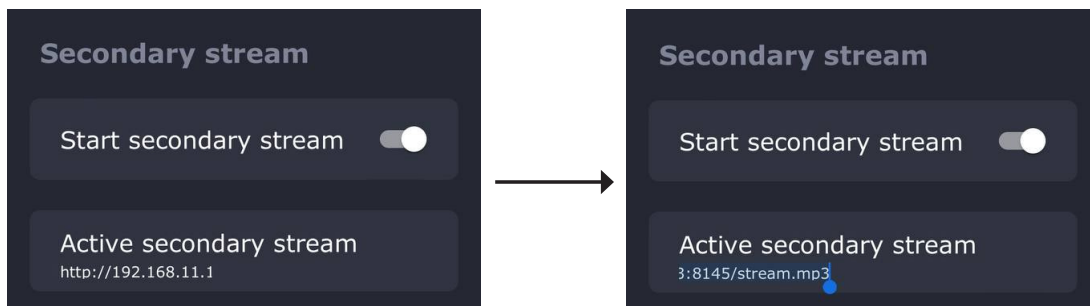 Secondary stream
Start secondary stream
Active secondary stream
http://192.168.11.1
Secondary stream
Start secondary stream
Active secondary stream
3:8145/stream.mp3